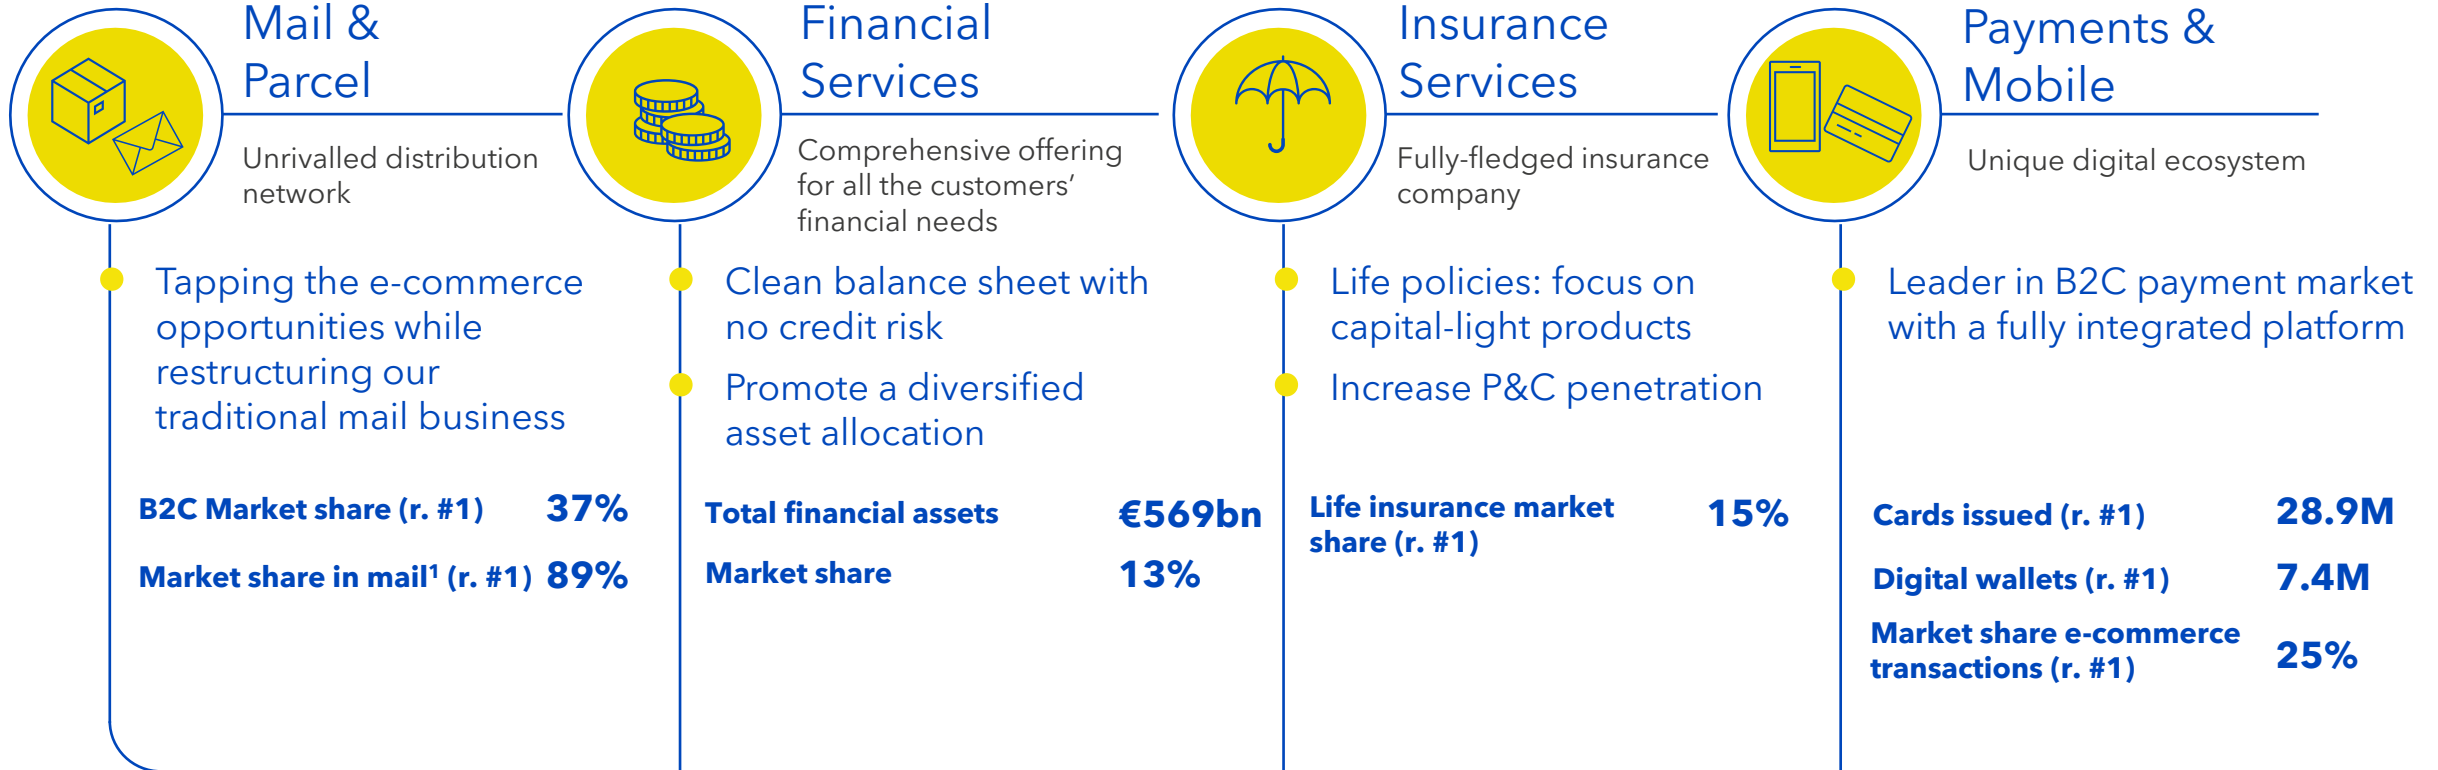 Mail &
Parcel
Unrivalled distribution
network
Tapping the e-commerce
opportunities while
restructuring our
traditional mail business
B2C Market share (r. #1) 37%
Market share in mail¹ (r. #1) 89%
Financial
Services
Comprehensive offering
for all the customers’
financial needs
Clean balance sheet with
no credit risk
Promote a diversified
asset allocation
Total financial assets €569bn
Market share 13%
Insurance
Services
Fully-fledged insurance
company
Life policies: focus on
capital-light products
Increase P&C penetration
Life insurance market
share (r. #1) 15%
Payments &
Mobile
Unique digital ecosystem
Leader in B2C payment market
with a fully integrated platform
Cards issued (r. #1) 28.9M
Digital wallets (r. #1) 7.4M
Market share e-commerce
transactions (r. #1) 25%